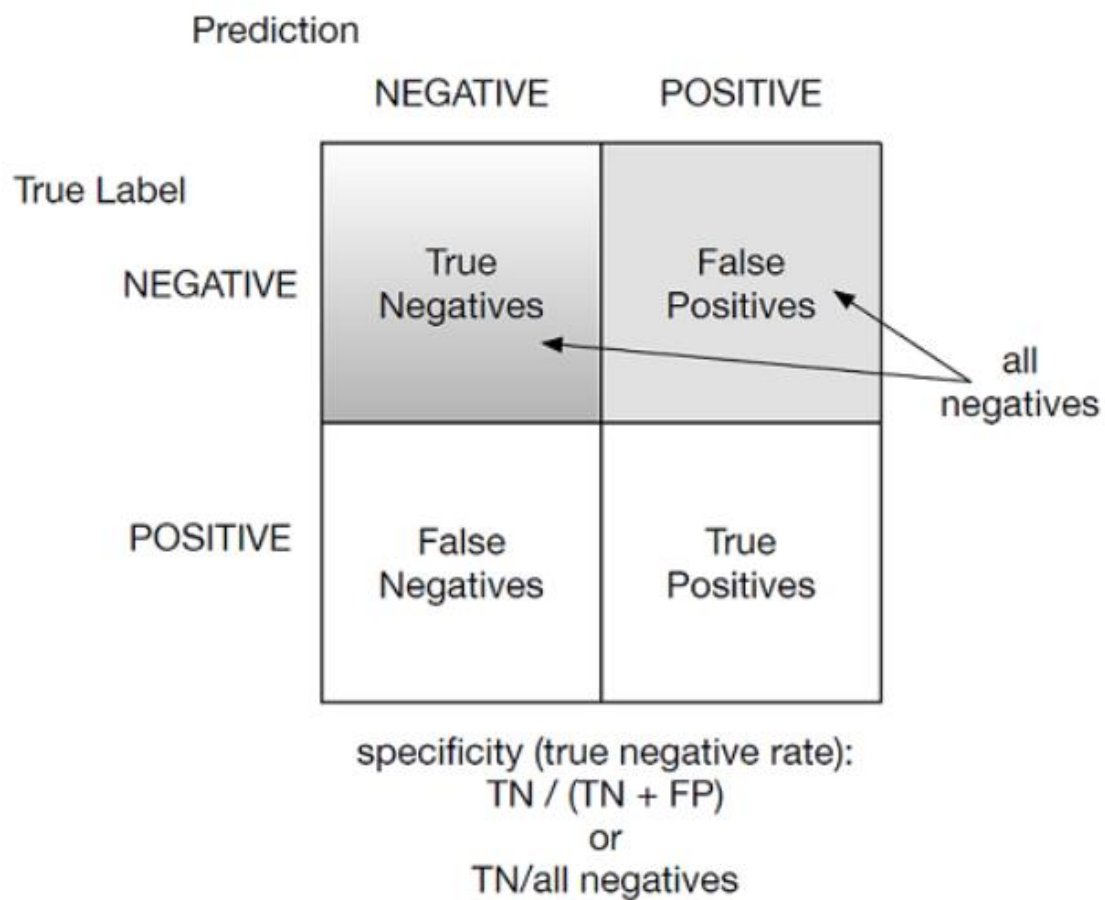 Prediction
NEGATIVE POSITIVE
True Label
NEGATIVE
True
Negatives
False
Positives
all
negatives
POSITIVE
False
Negatives
True
Positives
specificity (true negative rate):
TN / (TN + FP)
or
TN/all negatives